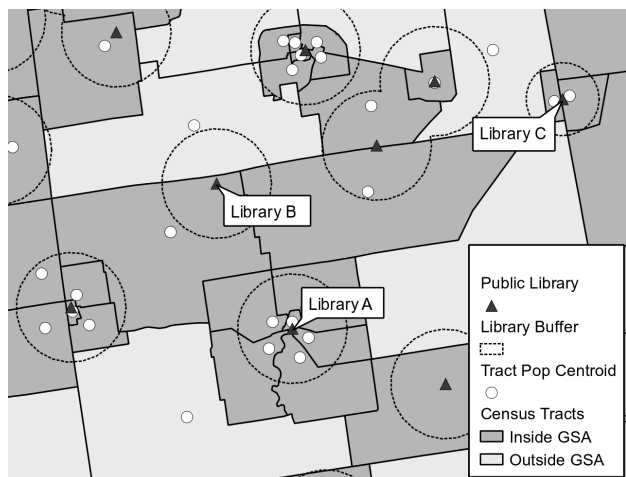 Library C
Library B
Library A
Public Library
Library Buffer
Tract Pop Centroid
Census Tracts
Inside GSA
Outside GSA